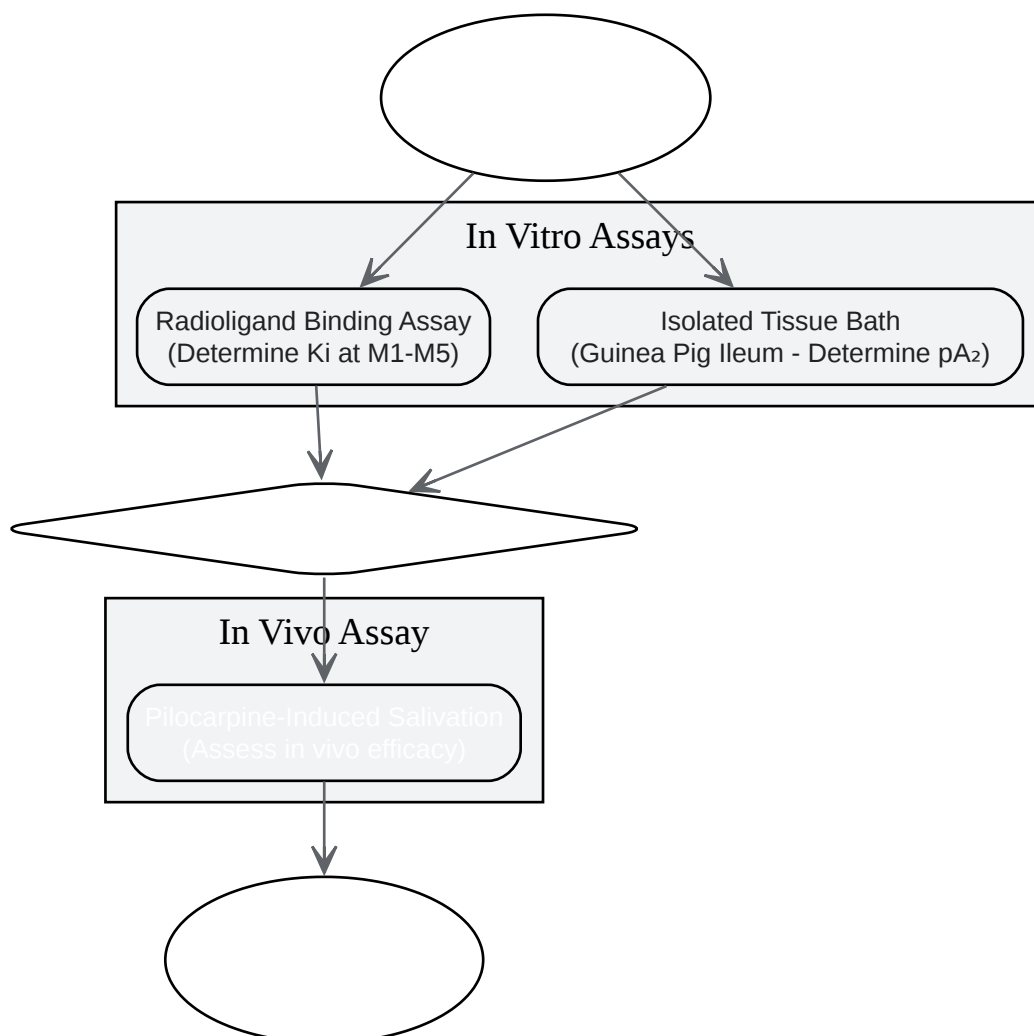 In Vitro Assays
Radioligand Binding Assay
(Determine Ki at M1-M5)
Isolated Tissue Bath
(Guinea Pig Ileum - Determine pA₂)
In Vivo Assay
Pilocarpine-Induced Salivation
(Assess in vivo efficacy)